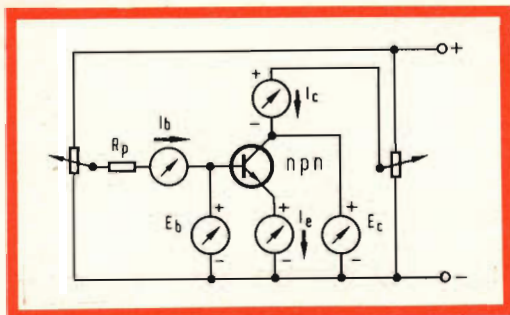 +
+ Ic
-
Ib
Rp
npn
+ + +
Eb Ie Ec
- - -
-